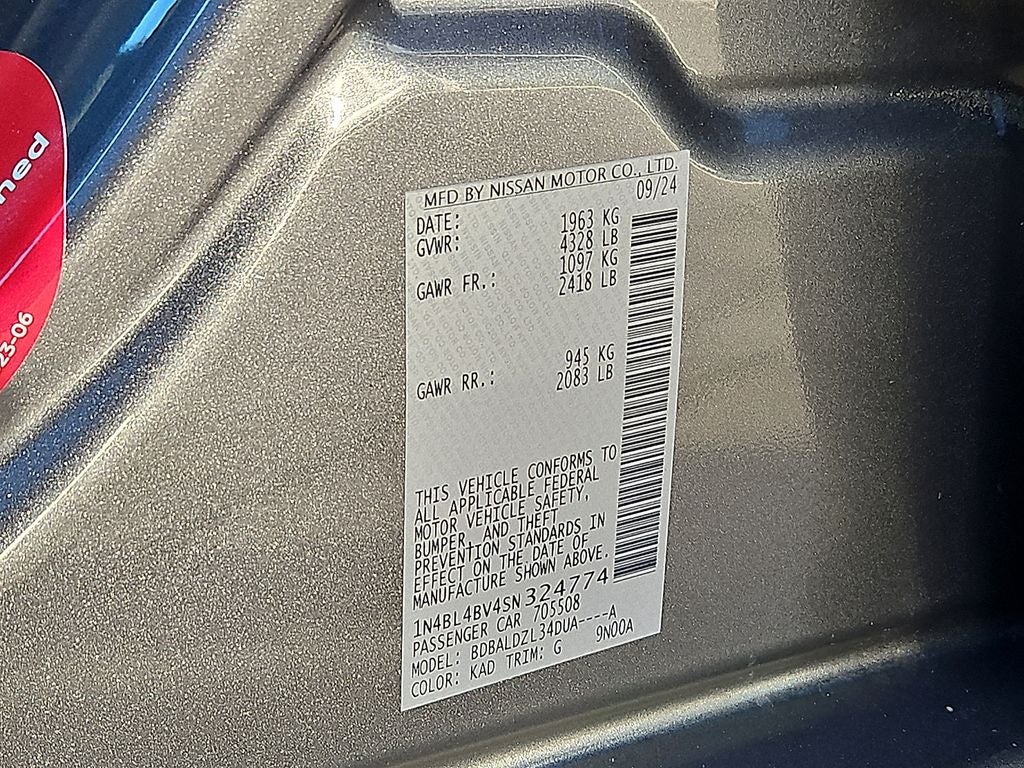 ned
23-06
MFD BY NISSAN MOTOR CO., LTD.
DATE: 09/24
GVWR: 1963 KG
4328 LB
GAWR FR.: 1097 KG
2418 LB
GAWR RR.: 945 KG
2083 LB
THIS VEHICLE CONFORMS TO
ALL APPLICABLE FEDERAL
MOTOR VEHICLE SAFETY,
BUMPER, AND THEFT
PREVENTION STANDARDS IN
EFFECT ON THE DATE OF
MANUFACTURE SHOWN ABOVE.
1N4BL4BV4SN324774
PASSENGER CAR 705508
MODEL: BDBALDZL34DUA----A
COLOR: KAD TRIM: G 9N00A